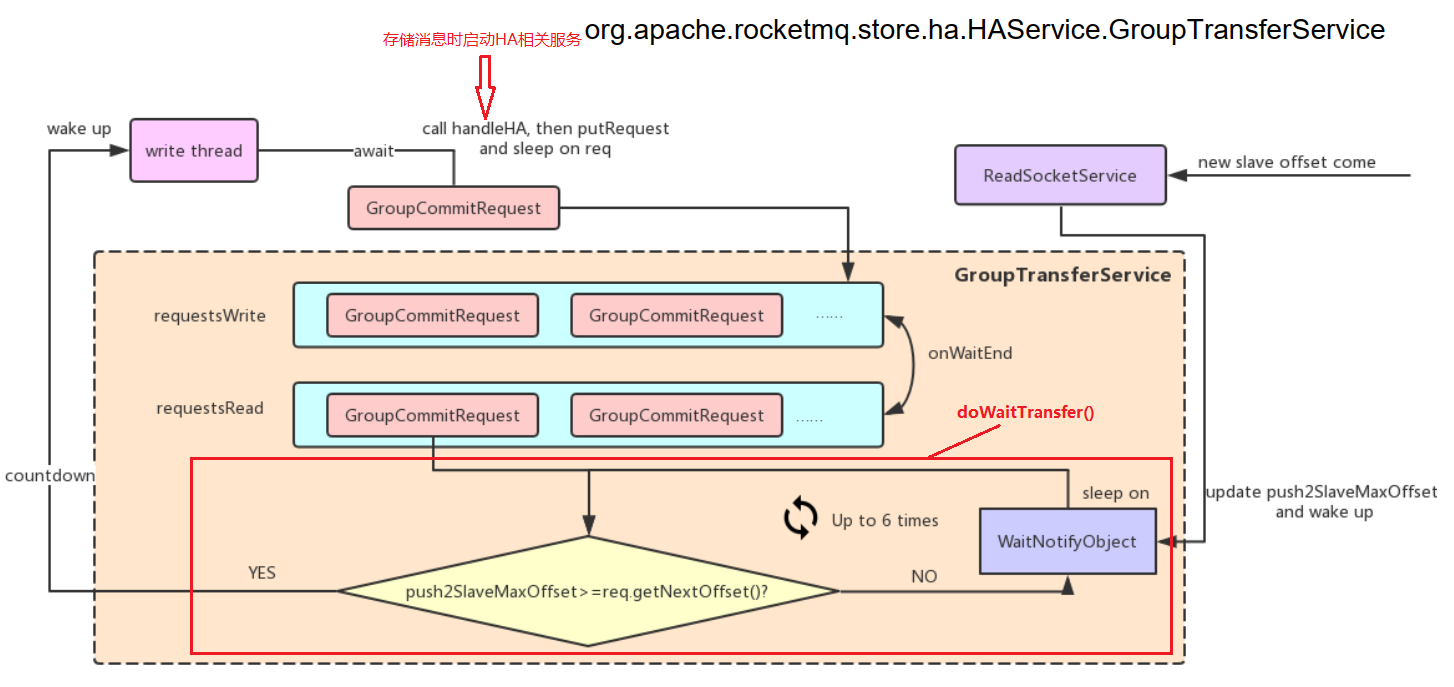 存储消息时启动HA相关服务
org.apache.rocketmq.store.ha.HAService.GroupTransferService
wake up
write thread
await
call handleHA, then putRequest
and sleep on req
GroupCommitRequest
ReadSocketService
new slave offset come
GroupTransferService
requestsWrite
GroupCommitRequest
GroupCommitRequest
......
onWaitEnd
requestsRead
GroupCommitRequest
GroupCommitRequest
......
doWaitTransfer()
countdown
sleep on
update push2SlaveMaxOffset
and wake up
Up to 6 times
WaitNotifyObject
YES
push2SlaveMaxOffset>=req.getNextOffset()?
NO